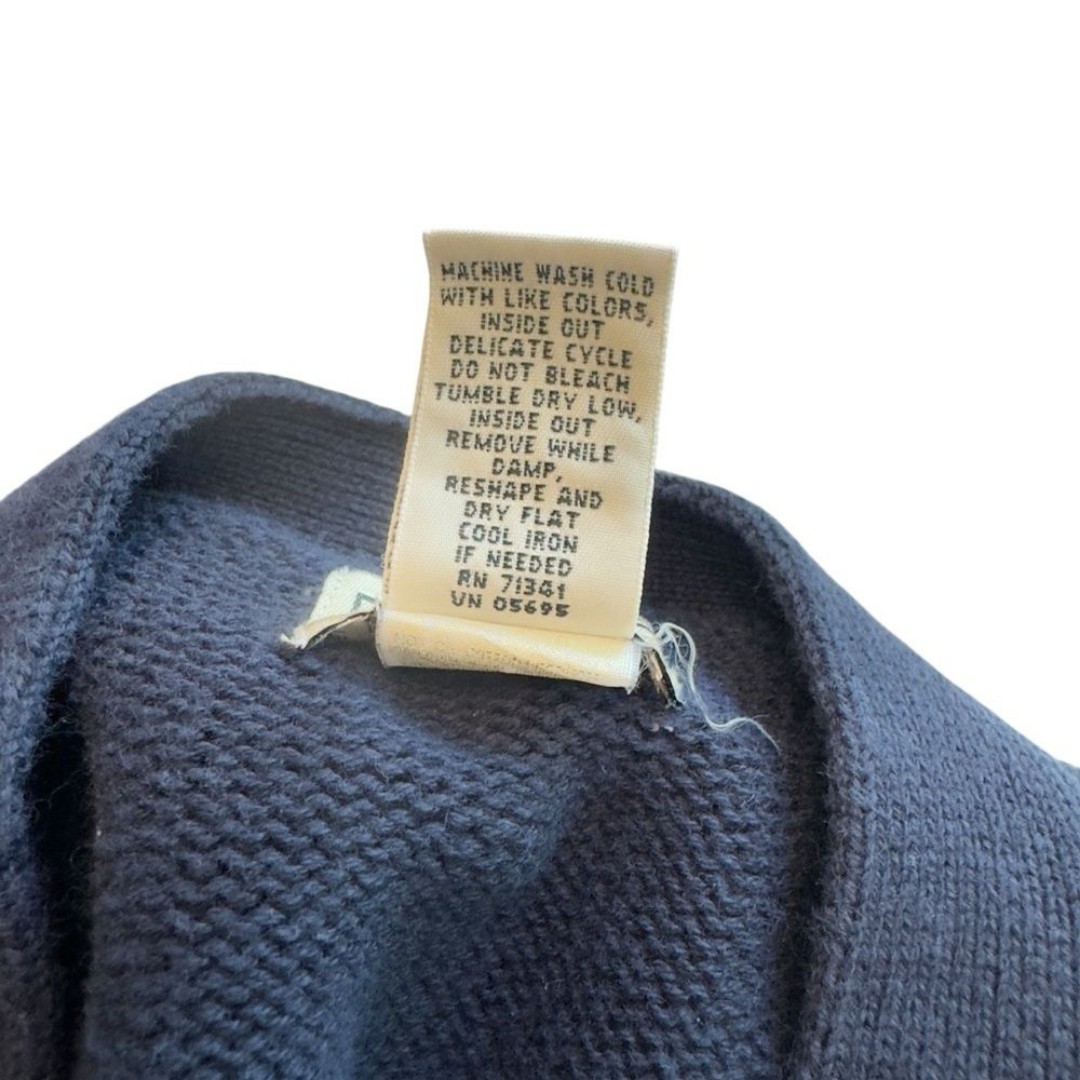 MACHINE WASH COLD
WITH LIKE COLORS,
INSIDE OUT
DELICATE CYCLE
DO NOT BLEACH
TUMBLE DRY LOW,
INSIDE OUT
REMOVE WHILE
DAMP,
RESHAPE AND
DRY FLAT
COOL IRON
IF NEEDED
RN 71341
VN 05695